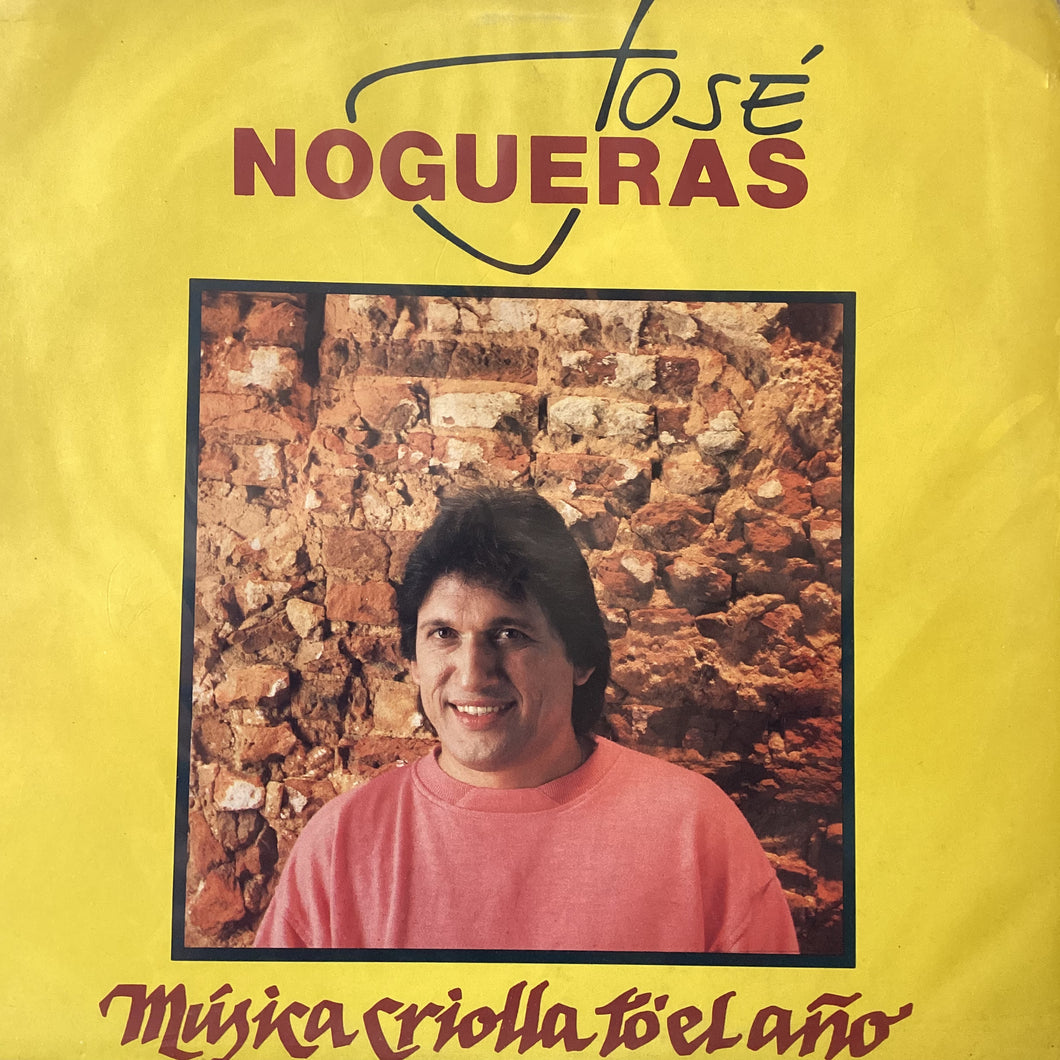 José
NOGUERAS
Música criolla tó'el año